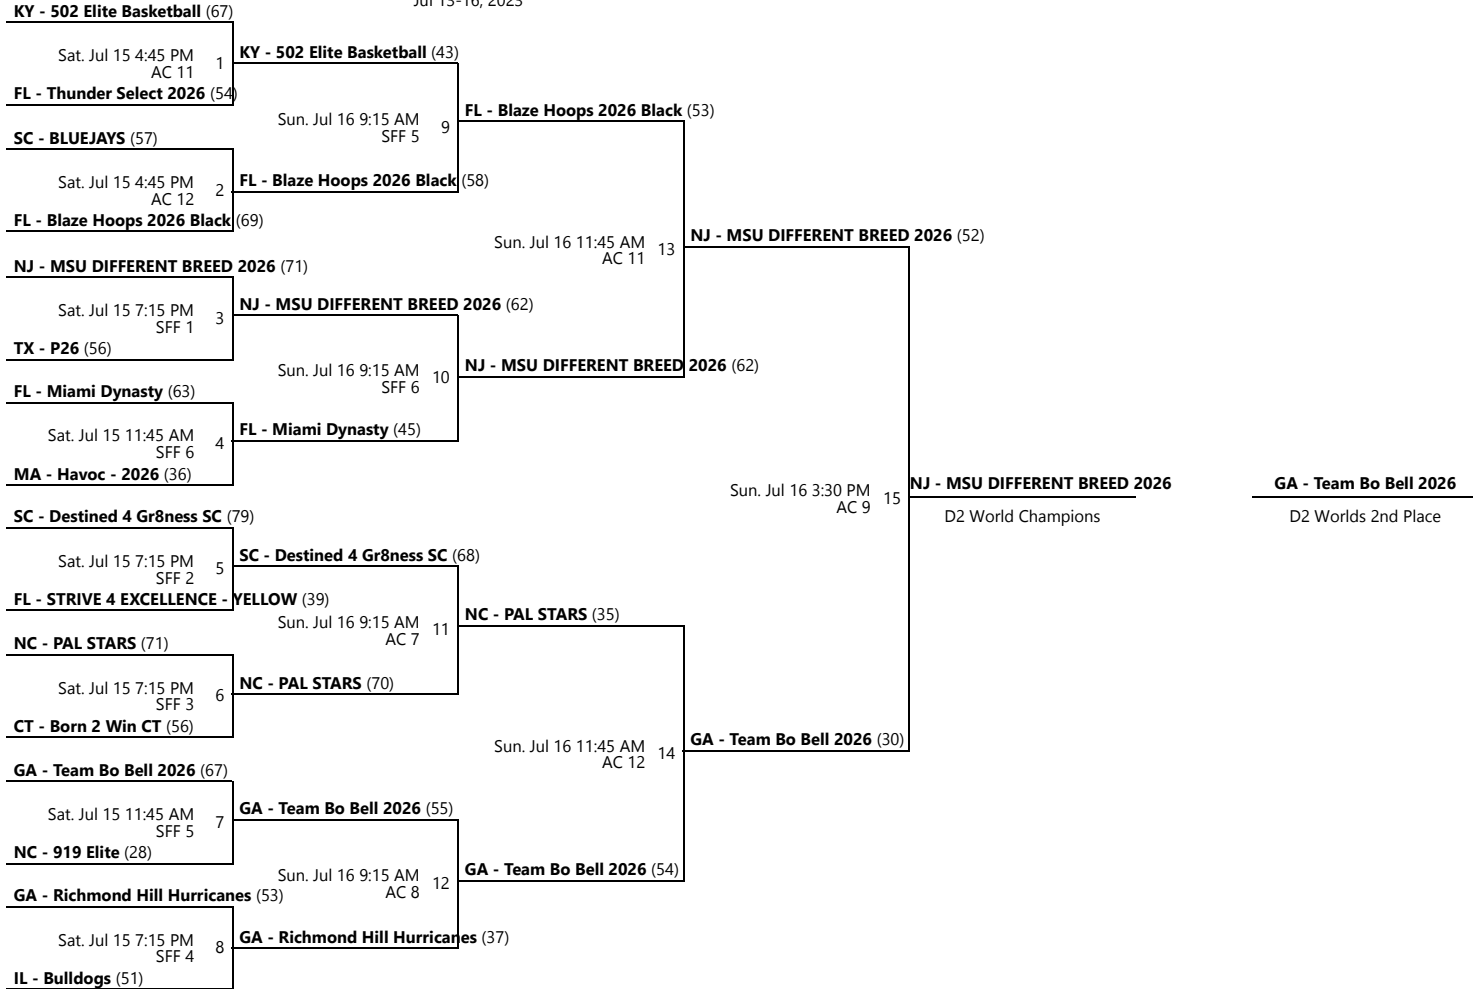 Jul 13-16, 2023
KY - 502 Elite Basketball (67)
Sat. Jul 15 4:45 PM
AC 11
1
FL - Thunder Select 2026 (54)
KY - 502 Elite Basketball (43)
SC - BLUEJAYS (57)
Sat. Jul 15 4:45 PM
AC 12
2
FL - Blaze Hoops 2026 Black (69)
Sun. Jul 16 9:15 AM
SFF 5
9
FL - Blaze Hoops 2026 Black (58)
FL - Blaze Hoops 2026 Black (53)
NJ - MSU DIFFERENT BREED 2026 (71)
Sat. Jul 15 7:15 PM
SFF 1
3
TX - P26 (56)
NJ - MSU DIFFERENT BREED 2026 (62)
FL - Miami Dynasty (63)
Sat. Jul 15 11:45 AM
SFF 6
4
MA - Havoc - 2026 (36)
Sun. Jul 16 9:15 AM
SFF 6
10
FL - Miami Dynasty (45)
NJ - MSU DIFFERENT BREED 2026 (62)
Sun. Jul 16 11:45 AM
AC 11
13
NJ - MSU DIFFERENT BREED 2026 (52)
SC - Destined 4 Gr8ness SC (79)
Sat. Jul 15 7:15 PM
SFF 2
5
FL - STRIVE 4 EXCELLENCE - YELLOW (39)
SC - Destined 4 Gr8ness SC (68)
NC - PAL STARS (71)
Sat. Jul 15 7:15 PM
SFF 3
6
CT - Born 2 Win CT (56)
Sun. Jul 16 9:15 AM
AC 7
11
NC - PAL STARS (70)
NC - PAL STARS (35)
GA - Team Bo Bell 2026 (67)
Sat. Jul 15 11:45 AM
SFF 5
7
NC - 919 Elite (28)
GA - Team Bo Bell 2026 (55)
GA - Richmond Hill Hurricanes (53)
Sat. Jul 15 7:15 PM
SFF 4
8
IL - Bulldogs (51)
Sun. Jul 16 9:15 AM
AC 8
12
GA - Richmond Hill Hurricanes (37)
GA - Team Bo Bell 2026 (54)
Sun. Jul 16 11:45 AM
AC 12
14
GA - Team Bo Bell 2026 (30)
Sun. Jul 16 3:30 PM
AC 9
15
NJ - MSU DIFFERENT BREED 2026
D2 World Champions
GA - Team Bo Bell 2026
D2 Worlds 2nd Place